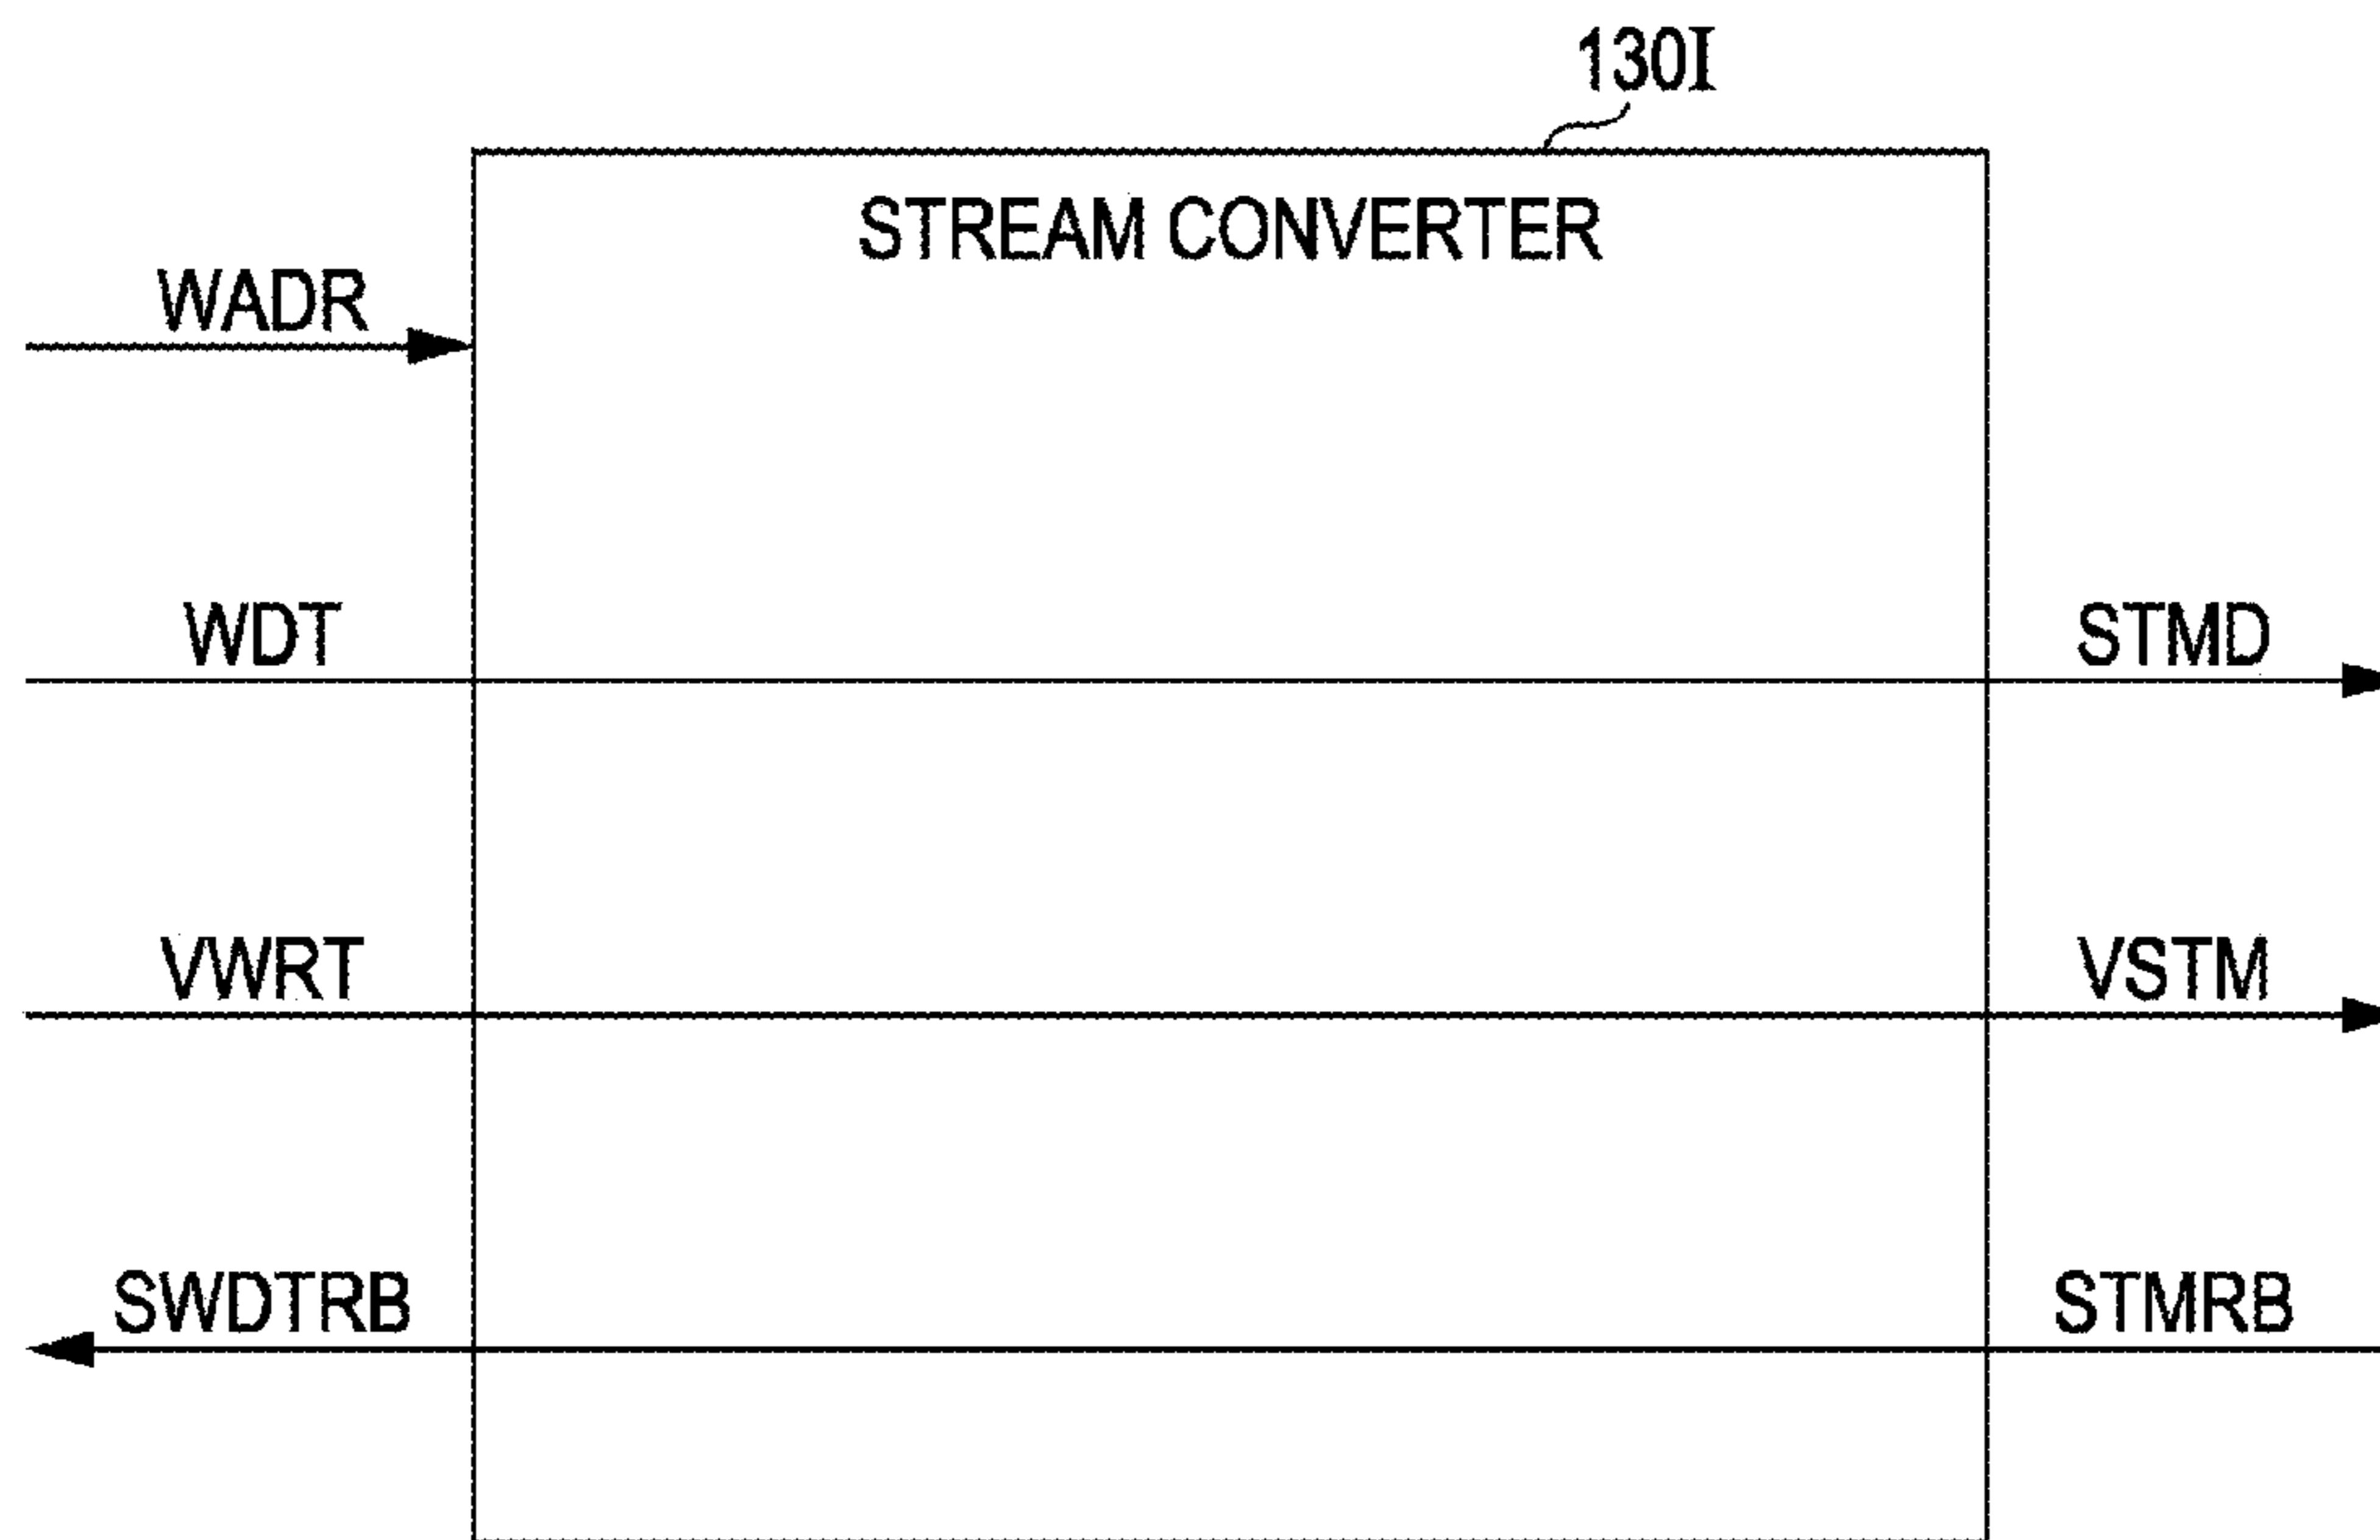 130I
STREAM CONVERTER
WADR
WDT
STMD
VWRT
VSTM
SWDTRB
STMRB